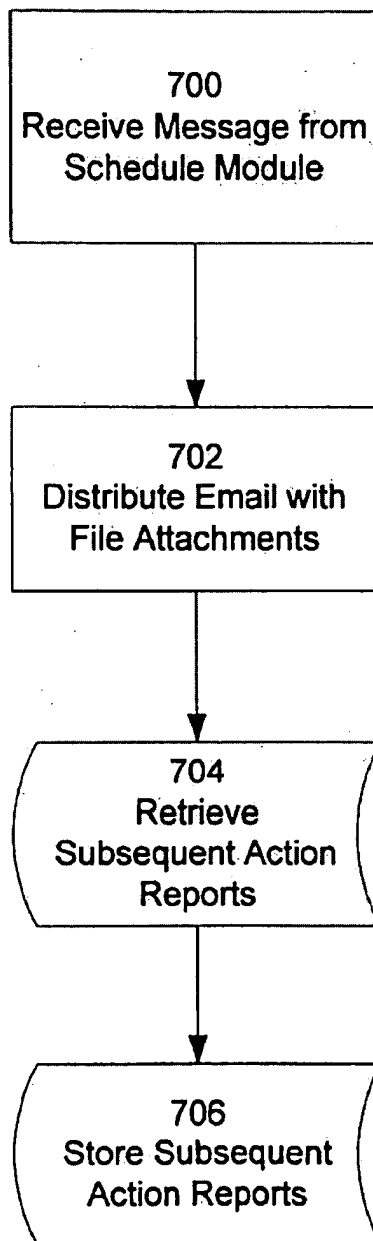 700
Receive Message from
Schedule Module
702
Distribute Email with
File Attachments
704
Retrieve
Subsequent Action
Reports
706
Store Subsequent
Action Reports